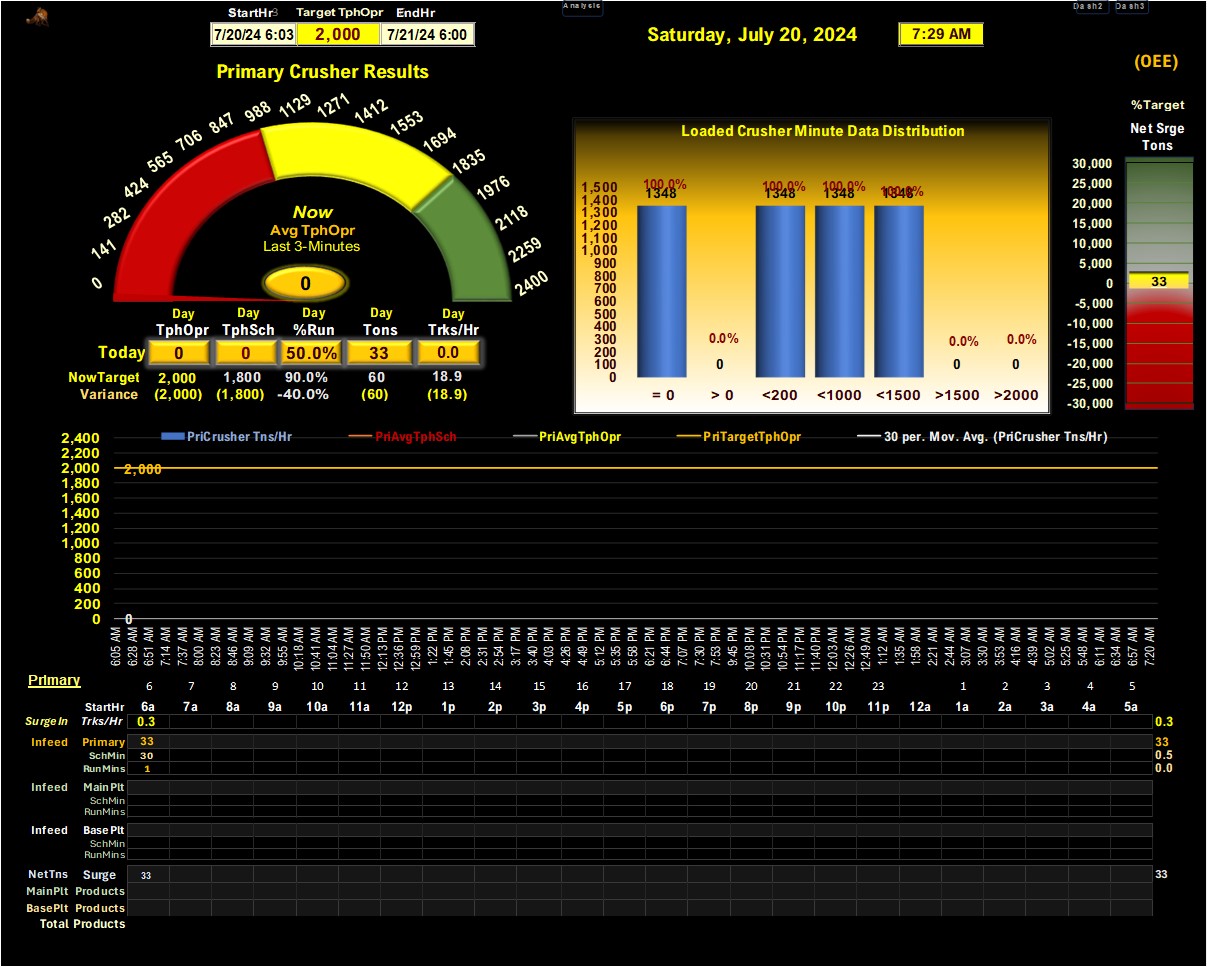 StartHr3 Target TphOpr EndHr
7/20/24 6:03 2,000 7/21/24 6:00
Analysis
Dash2 Dash3
Saturday, July 20, 2024
7:29 AM
(OEE)
Primary Crusher Results
0
141
282
424
565
706
847
988
1129
1271
1412
1553
1694
1835
1976
2118
2259
2400
Now
Avg TphOpr
Last 3-Minutes
0
Day Day Day Day Day
TphOpr TphSch %Run Tons Trks/Hr
Today 0 0 50.0% 33 0.0
NowTarget 2,000 1,800 90.0% 60 18.9
Variance (2,000) (1,800) -40.0% (60) (18.9)
Loaded Crusher Minute Data Distribution
1,500
1,400
1,300
1,200
1,100
1,000
900
800
700
600
500
400
300
200
100
0
100.0% 100.0% 100.0% 100.0%
1348 1348 1348 1348
0.0% 0.0% 0.0%
0 0 0
= 0 > 0 <200 <1000 <1500 >1500 >2000
%Target
Net Srge
Tons
30,000
25,000
20,000
15,000
10,000
5,000
0
-5,000
-10,000
-15,000
-20,000
-25,000
-30,000
33
PriCrusher Tns/Hr PriAvgTphSch PriAvgTphOpr PriTargetTphOpr 30 per. Mov. Avg. (PriCrusher Tns/Hr)
2,400
2,200
2,000
1,800
1,600
1,400
1,200
1,000
800
600
400
200
0
2,000
0
6:05 AM 6:28 AM 6:51 AM 7:14 AM 7:37 AM 8:00 AM 8:23 AM 8:46 AM 9:09 AM 9:32 AM 9:55 AM 10:18 AM 10:41 AM 11:04 AM 11:27 AM 11:50 AM 12:13 PM 12:36 PM 12:59 PM 1:22 PM 1:45 PM 2:08 PM 2:31 PM 2:54 PM 3:17 PM 3:40 PM 4:03 PM 4:26 PM 4:49 PM 5:12 PM 5:35 PM 5:58 PM 6:21 PM 6:44 PM 7:07 PM 7:30 PM 7:53 PM 9:45 PM 10:08 PM 10:31 PM 10:54 PM 11:17 PM 11:40 PM 12:03 AM 12:26 AM 12:49 AM 1:12 AM 1:35 AM 1:58 AM 2:21 AM 2:44 AM 3:07 AM 3:30 AM 3:53 AM 4:16 AM 4:39 AM 5:02 AM 5:25 AM 5:48 AM 6:11 AM 6:34 AM 6:57 AM 7:20 AM
Primary
6 7 8 9 10 11 12 13 14 15 16 17 18 19 20 21 22 23 1 2 3 4 5
StartHr 6a 7a 8a 9a 10a 11a 12p 1p 2p 3p 4p 5p 6p 7p 8p 9p 10p 11p 12a 1a 2a 3a 4a 5a
SurgeIn Trks/Hr 0.3 0.3
Infeed Primary 33 33
SchMin 30 0.5
RunMins 1 0.0
Infeed Main Plt
SchMin
RunMins
Infeed Base Plt
SchMin
RunMins
NetTns Surge 33 33
MainPlt Products
BasePlt Products
Total Products